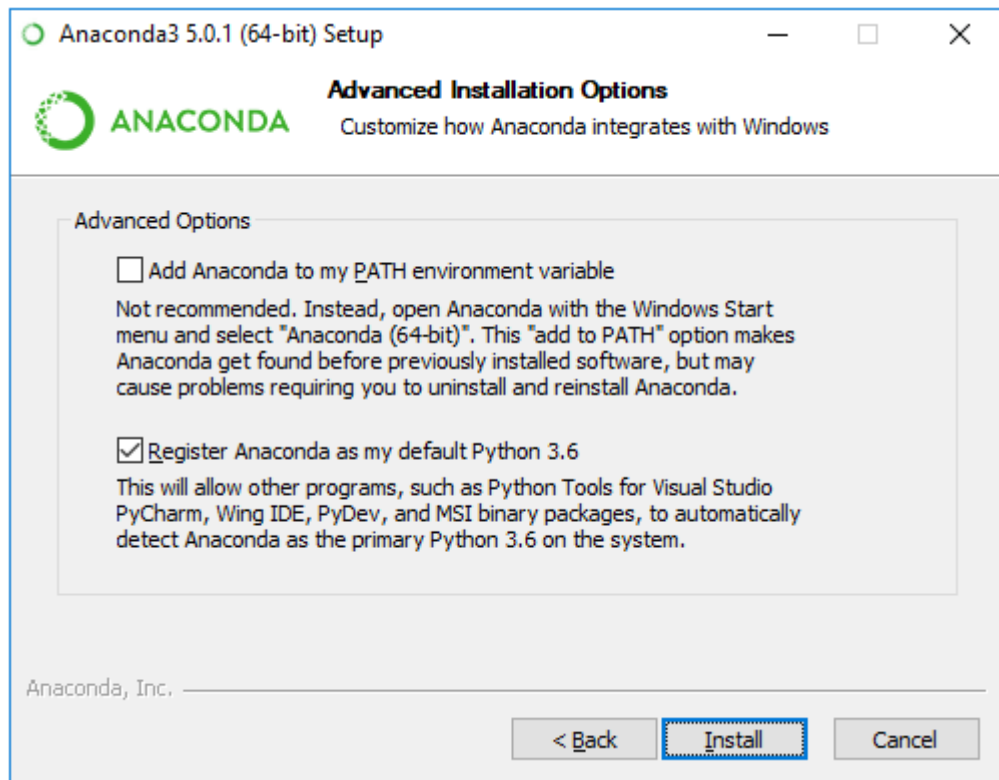 Anaconda3 5.0.1 (64-bit) Setup
ANACONDA
Advanced Installation Options
Customize how Anaconda integrates with Windows
Advanced Options
Add Anaconda to my PATH environment variable
Not recommended. Instead, open Anaconda with the Windows Start
menu and select "Anaconda (64-bit)". This "add to PATH" option makes
Anaconda get found before previously installed software, but may
cause problems requiring you to uninstall and reinstall Anaconda.
Register Anaconda as my default Python 3.6
This will allow other programs, such as Python Tools for Visual Studio
PyCharm, Wing IDE, PyDev, and MSI binary packages, to automatically
detect Anaconda as the primary Python 3.6 on the system.
Anaconda, Inc.
< Back
Install
Cancel